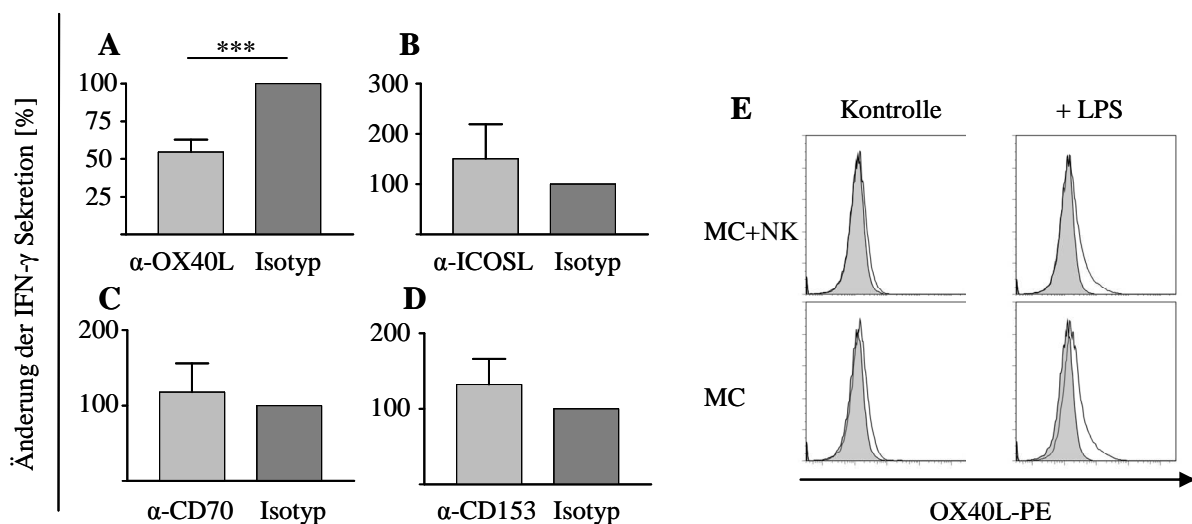 Änderung der IFN-γ Sekretion [%]
A
***
100
75
50
25
α-OX40L Isotyp
B
300
200
100
α-ICOSL Isotyp
C
200
100
α-CD70 Isotyp
D
200
100
α-CD153 Isotyp
E
Kontrolle + LPS
MC+NK
MC
OX40L-PE